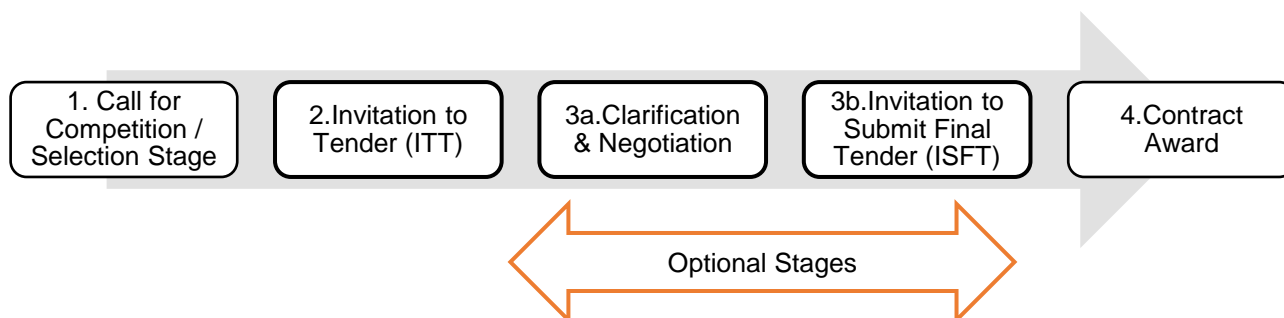 1. Call for
Competition /
Selection Stage
2.Invitation to
Tender (ITT)
3a.Clarification
& Negotiation
3b.Invitation to
Submit Final
Tender (ISFT)
4.Contract
Award
Optional Stages